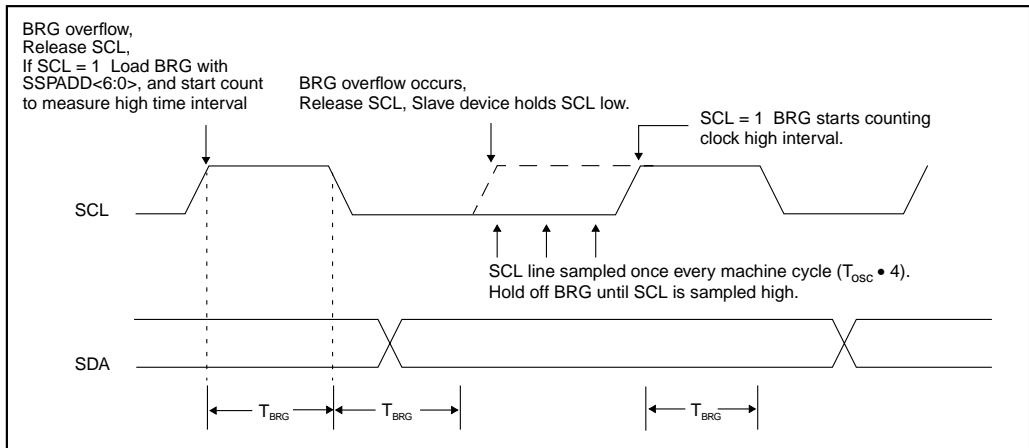 BRG overflow,
Release SCL,
If SCL = 1 Load BRG with
SSPADD<6:0>, and start count
to measure high time interval
BRG overflow occurs,
Release SCL, Slave device holds SCL low.
SCL = 1 BRG starts counting
clock high interval.
SCL
SCL line sampled once every machine cycle (Tosc • 4).
Hold off BRG until SCL is sampled high.
SDA
TBRG
TBRG
TBRG